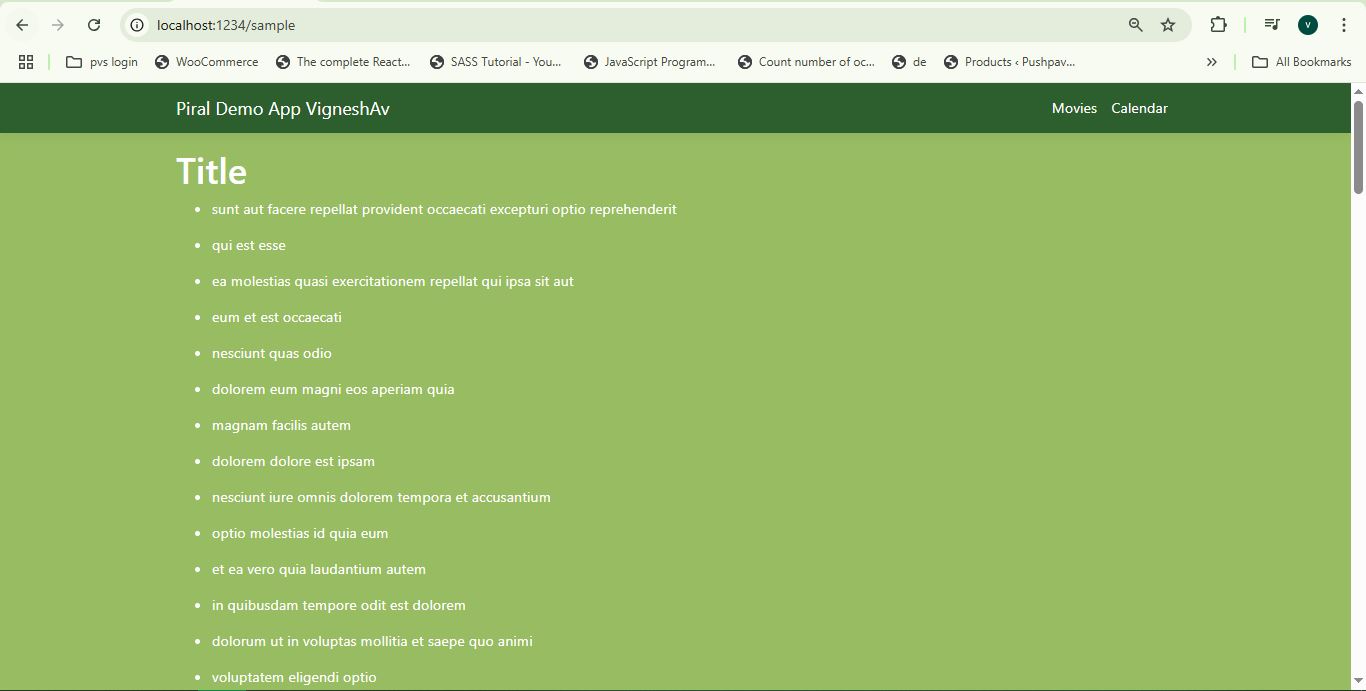 localhost:1234/sample
V
pvs login
WooCommerce
The complete React...
SASS Tutorial - You...
JavaScript Program...
Count number of oc...
de
Products ‹ Pushpav...
All Bookmarks
Piral Demo App VigneshAv
Movies
Calendar
Title
sunt aut facere repellat provident occaecati excepturi optio reprehenderit
qui est esse
ea molestias quasi exercitationem repellat qui ipsa sit aut
eum et est occaecati
nesciunt quas odio
dolorem eum magni eos aperiam quia
magnam facilis autem
dolorem dolore est ipsam
nesciunt iure omnis dolorem tempora et accusantium
optio molestias id quia eum
et ea vero quia laudantium autem
in quibusdam tempore odit est dolorem
dolorum ut in voluptas mollitia et saepe quo animi
voluptatem eligendi optio